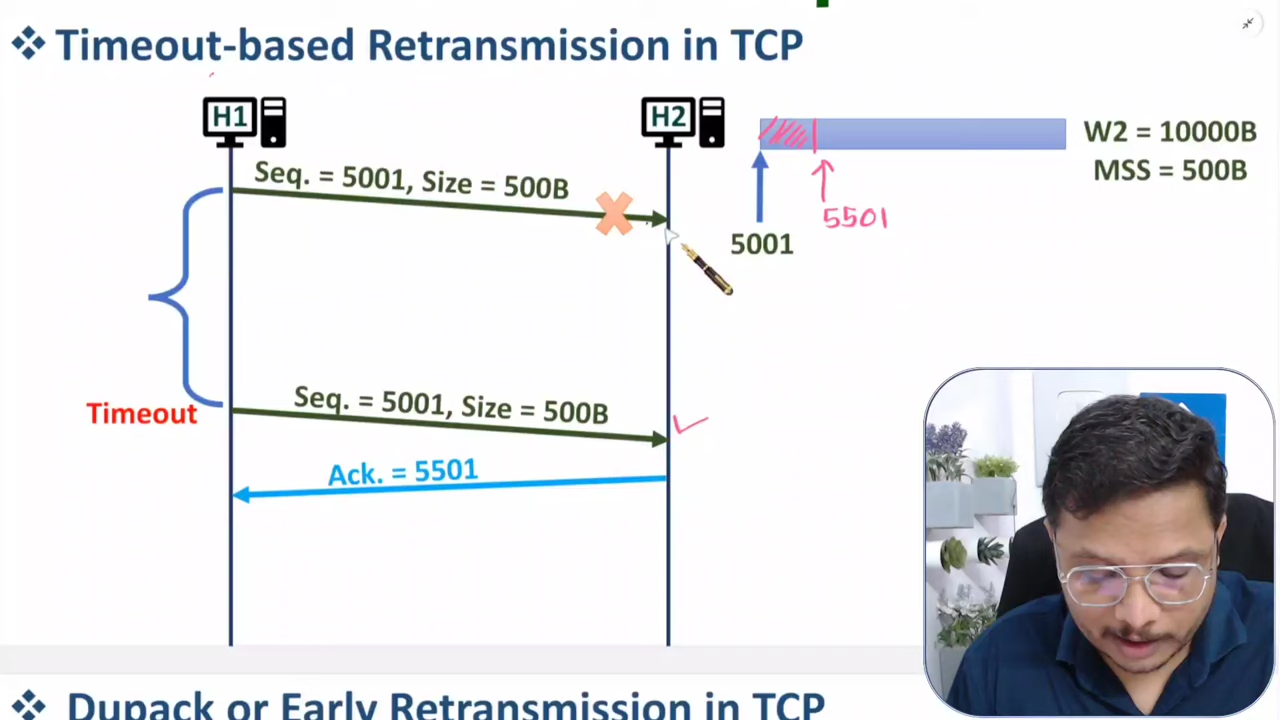 ❖ Timeout-based Retransmission in TCP
H1
H2
W2 = 10000B
MSS = 500B
Seq. = 5001, Size = 500B
5501
5001
Timeout
Seq. = 5001, Size = 500B
Ack. = 5501
❖ Dupack or Early Retransmission in TCP